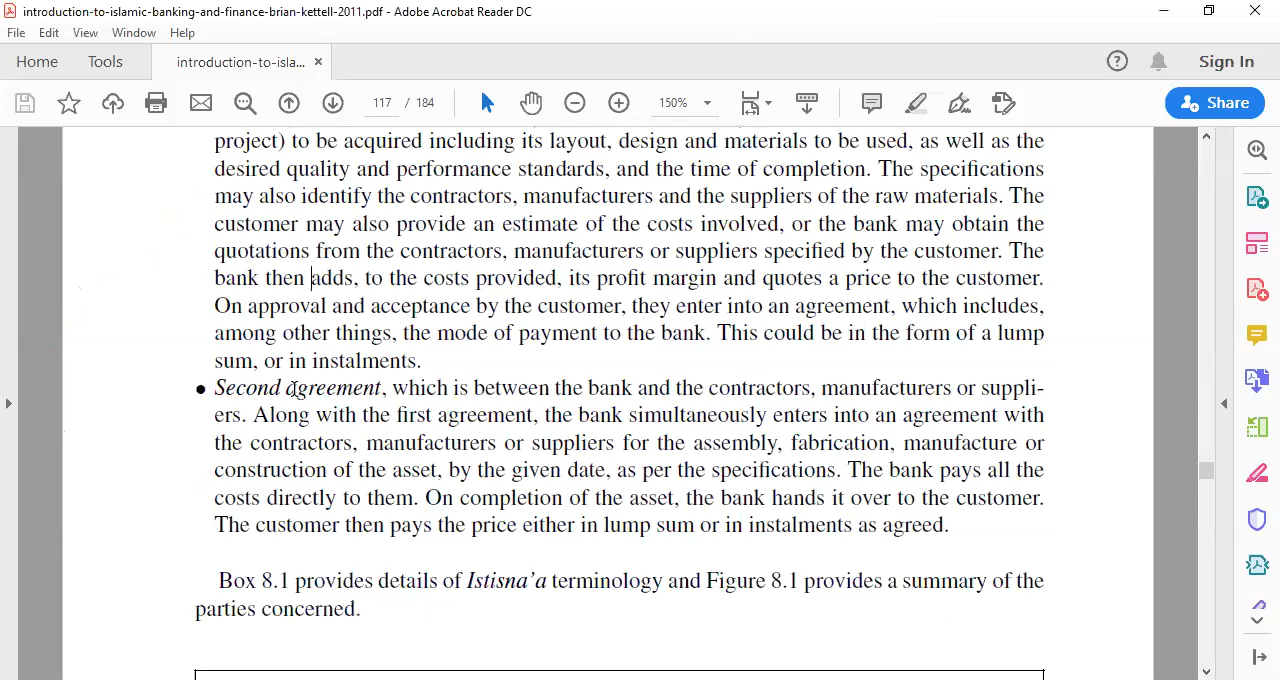 introduction-to-islamic-banking-and-finance-brian-kettell-2011.pdf - Adobe Acrobat Reader DC
File Edit View Window Help
Home Tools introduction-to-isla... × Sign In
117 / 184 150% Share
project) to be acquired including its layout, design and materials to be used, as well as the
desired quality and performance standards, and the time of completion. The specifications
may also identify the contractors, manufacturers and the suppliers of the raw materials. The
customer may also provide an estimate of the costs involved, or the bank may obtain the
quotations from the contractors, manufacturers or suppliers specified by the customer. The
bank then adds, to the costs provided, its profit margin and quotes a price to the customer.
On approval and acceptance by the customer, they enter into an agreement, which includes,
among other things, the mode of payment to the bank. This could be in the form of a lump
sum, or in instalments.
● Second agreement, which is between the bank and the contractors, manufacturers or suppli-
ers. Along with the first agreement, the bank simultaneously enters into an agreement with
the contractors, manufacturers or suppliers for the assembly, fabrication, manufacture or
construction of the asset, by the given date, as per the specifications. The bank pays all the
costs directly to them. On completion of the asset, the bank hands it over to the customer.
The customer then pays the price either in lump sum or in instalments as agreed.
Box 8.1 provides details of Istisna'a terminology and Figure 8.1 provides a summary of the
parties concerned.